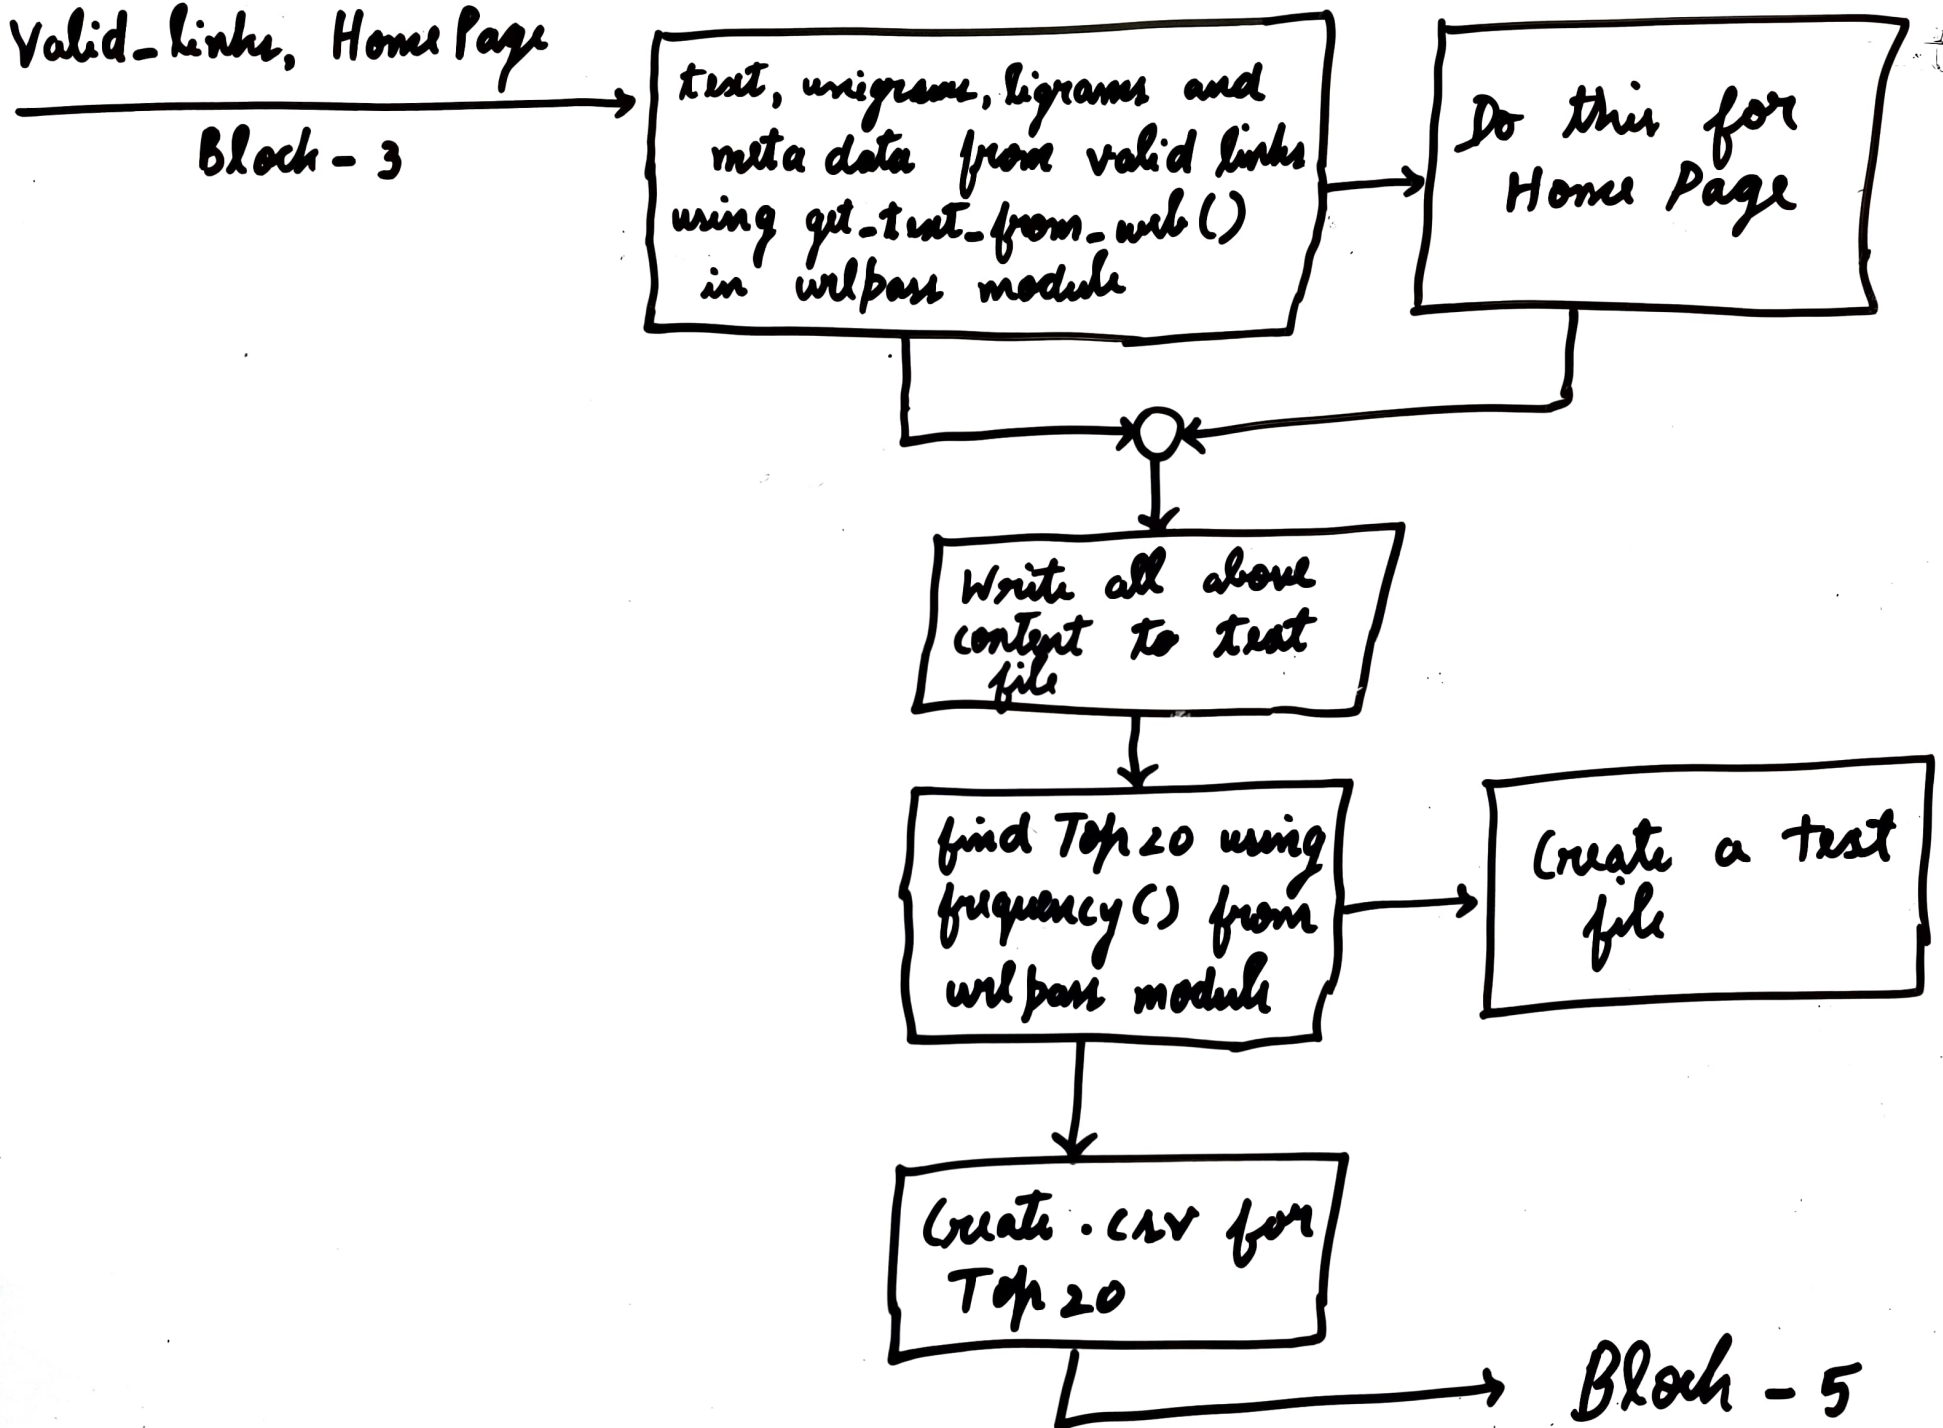 Valid_links, Home Page
Block - 3
text, unigrams, bigrams and
meta data from valid links
using get_text_from_web()
in urlpass module
Do this for
Home Page
Write all above
content to text
file
find Top 20 using
frequency() from
urlpass module
Create a text
file
Create .csv for
Top 20
Block - 5